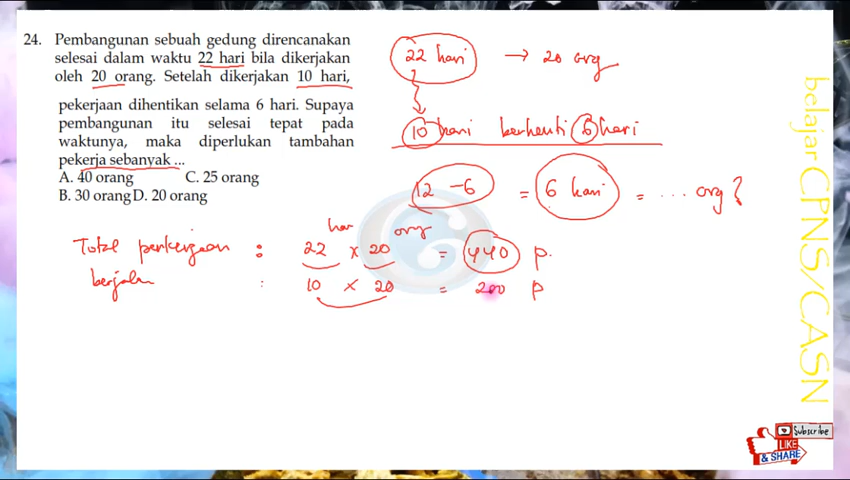 24. Pembangunan sebuah gedung direncanakan
selesai dalam waktu 22 hari bila dikerjakan
oleh 20 orang. Setelah dikerjakan 10 hari,
pekerjaan dihentikan selama 6 hari. Supaya
pembangunan itu selesai tepat pada
waktunya, maka diperlukan tambahan
pekerja sebanyak ...
A. 40 orang C. 25 orang
B. 30 orang D. 20 orang
22 hari → 20 org
10 hari berhenti 6 hari
12 - 6 = 6 hari = ... org?
hari org
Total perkerjaan : 22 x 20 = 440 p.
berjalan : 10 x 20 = 200 p
belajar CPNS/CASN
Subscribe
LIKE
& SHARE